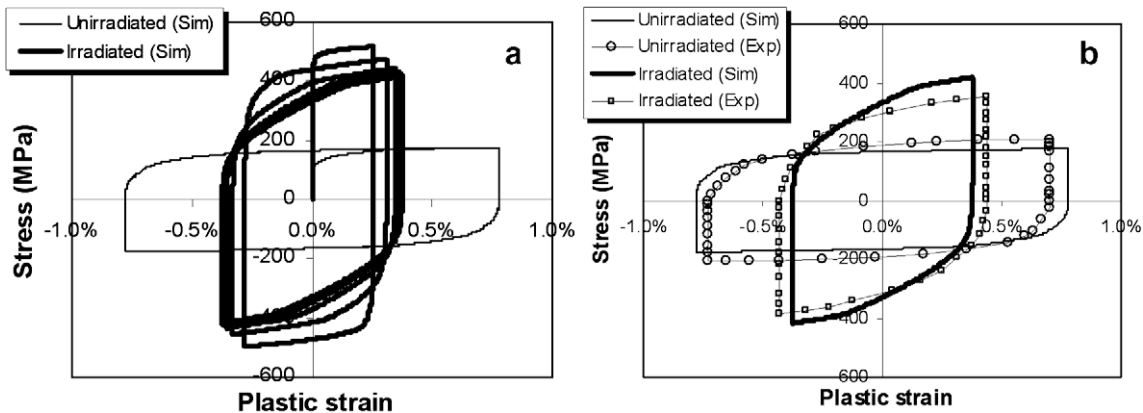 Unirradiated (Sim)
Irradiated (Sim)
a
600
400
200
0
-200
-400
-600
-1.0%
-0.5%
0.0%
0.5%
1.0%
Stress (MPa)
Plastic strain
Unirradiated (Sim)
Unirradiated (Exp)
Irradiated (Sim)
Irradiated (Exp)
b
600
400
200
0
-200
-400
600
-1.0%
-0.5%
0.0%
0.5%
1.0%
Stress (MPa)
Plastic strain